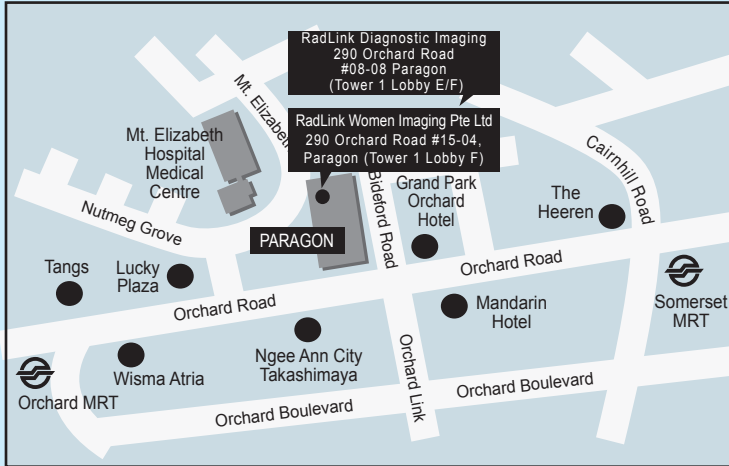 RadLink Diagnostic Imaging
290 Orchard Road
#08-08 Paragon
(Tower 1 Lobby E/F)
Mt. Elizabeth
RadLink Women Imaging Pte Ltd
290 Orchard Road #15-04,
Paragon (Tower 1 Lobby F)
Mt. Elizabeth
Hospital
Medical
Centre
Cairnhill Road
Bideford Road
Grand Park
Orchard
Hotel
The
Heeren
Nutmeg Grove
PARAGON
Tangs
Lucky
Plaza
Orchard Road
Orchard Road
Mandarin
Hotel
Somerset
MRT
Wisma Atria
Ngee Ann City
Takashimaya
Orchard Link
Orchard MRT
Orchard Boulevard
Orchard Boulevard